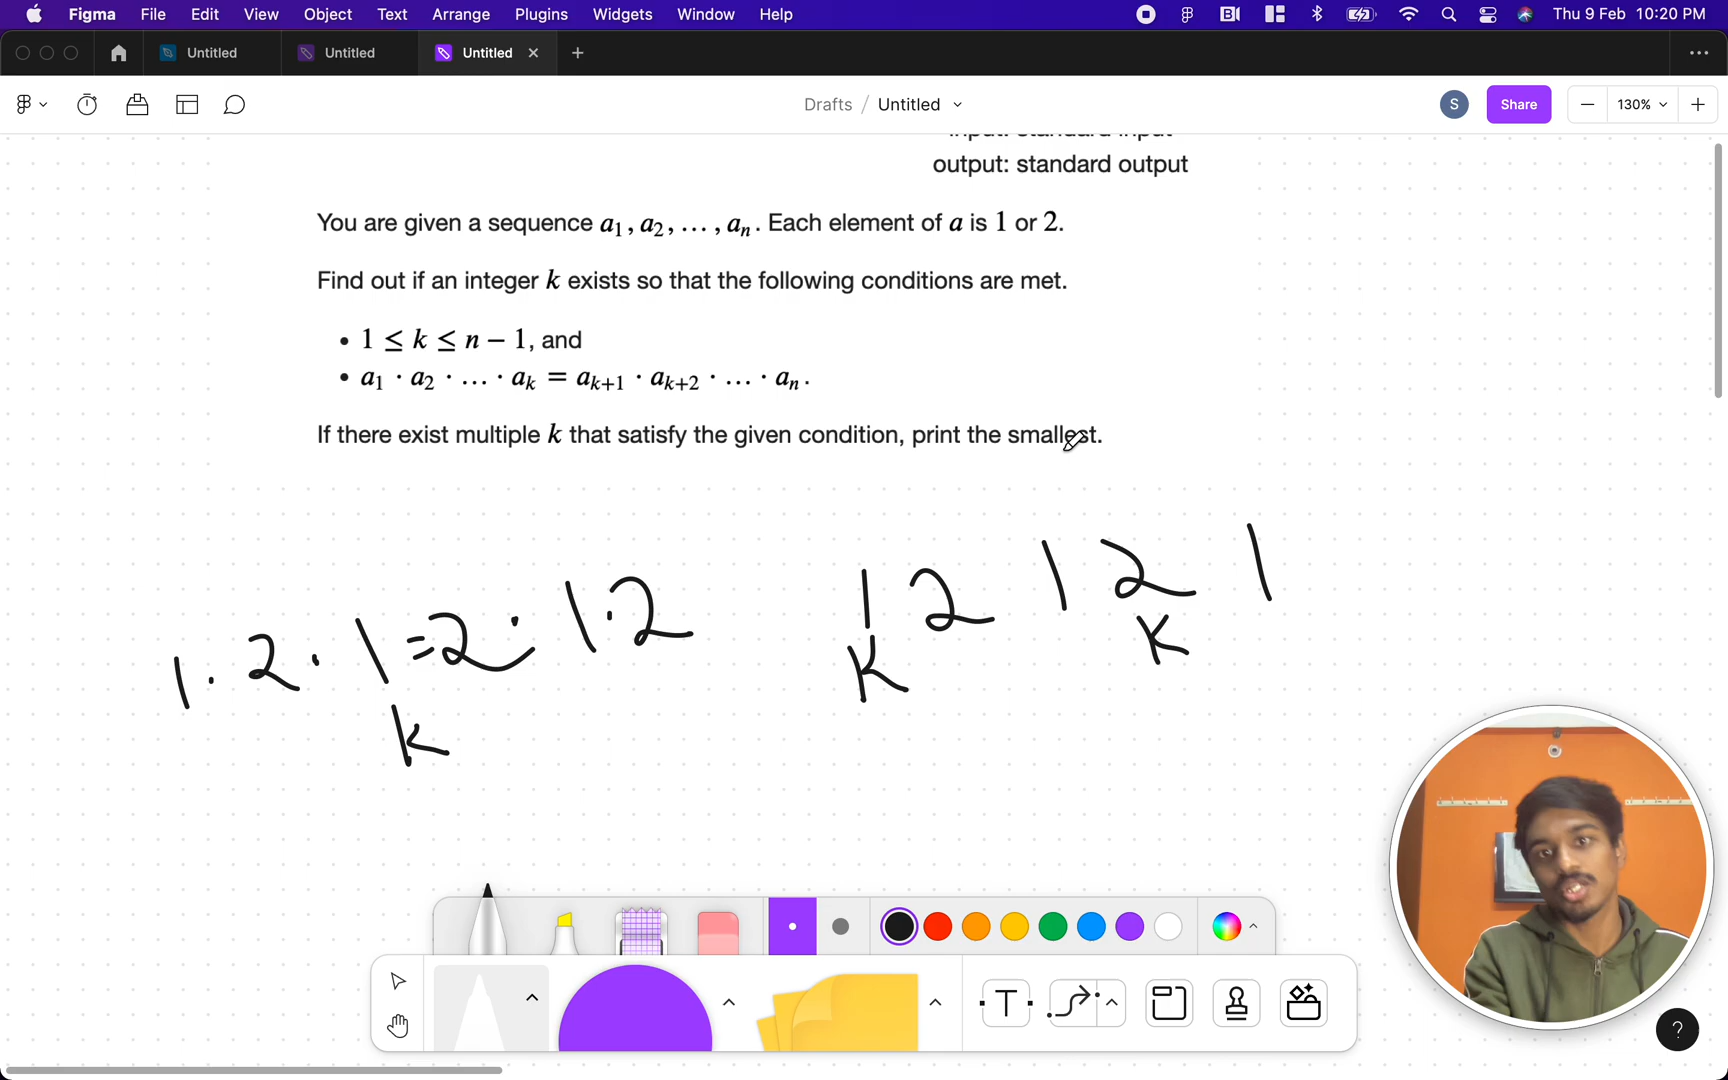 Figma File Edit View Object Text Arrange Plugins Widgets Window Help Thu 9 Feb 10:20 PM
Untitled Untitled Untitled
Drafts / Untitled S Share 130%
input: standard input
output: standard output
You are given a sequence a₁, a₂, … , aₙ. Each element of a is 1 or 2.
Find out if an integer k exists so that the following conditions are met.
• 1 ≤ k ≤ n − 1, and
• a₁ · a₂ · … · aₖ = aₖ₊₁ · aₖ₊₂ · … · aₙ.
If there exist multiple k that satisfy the given condition, print the smallest.
1 · 2 · 1 = 2 · 1 · 2 1 2 1 2 1
k K K
T
?